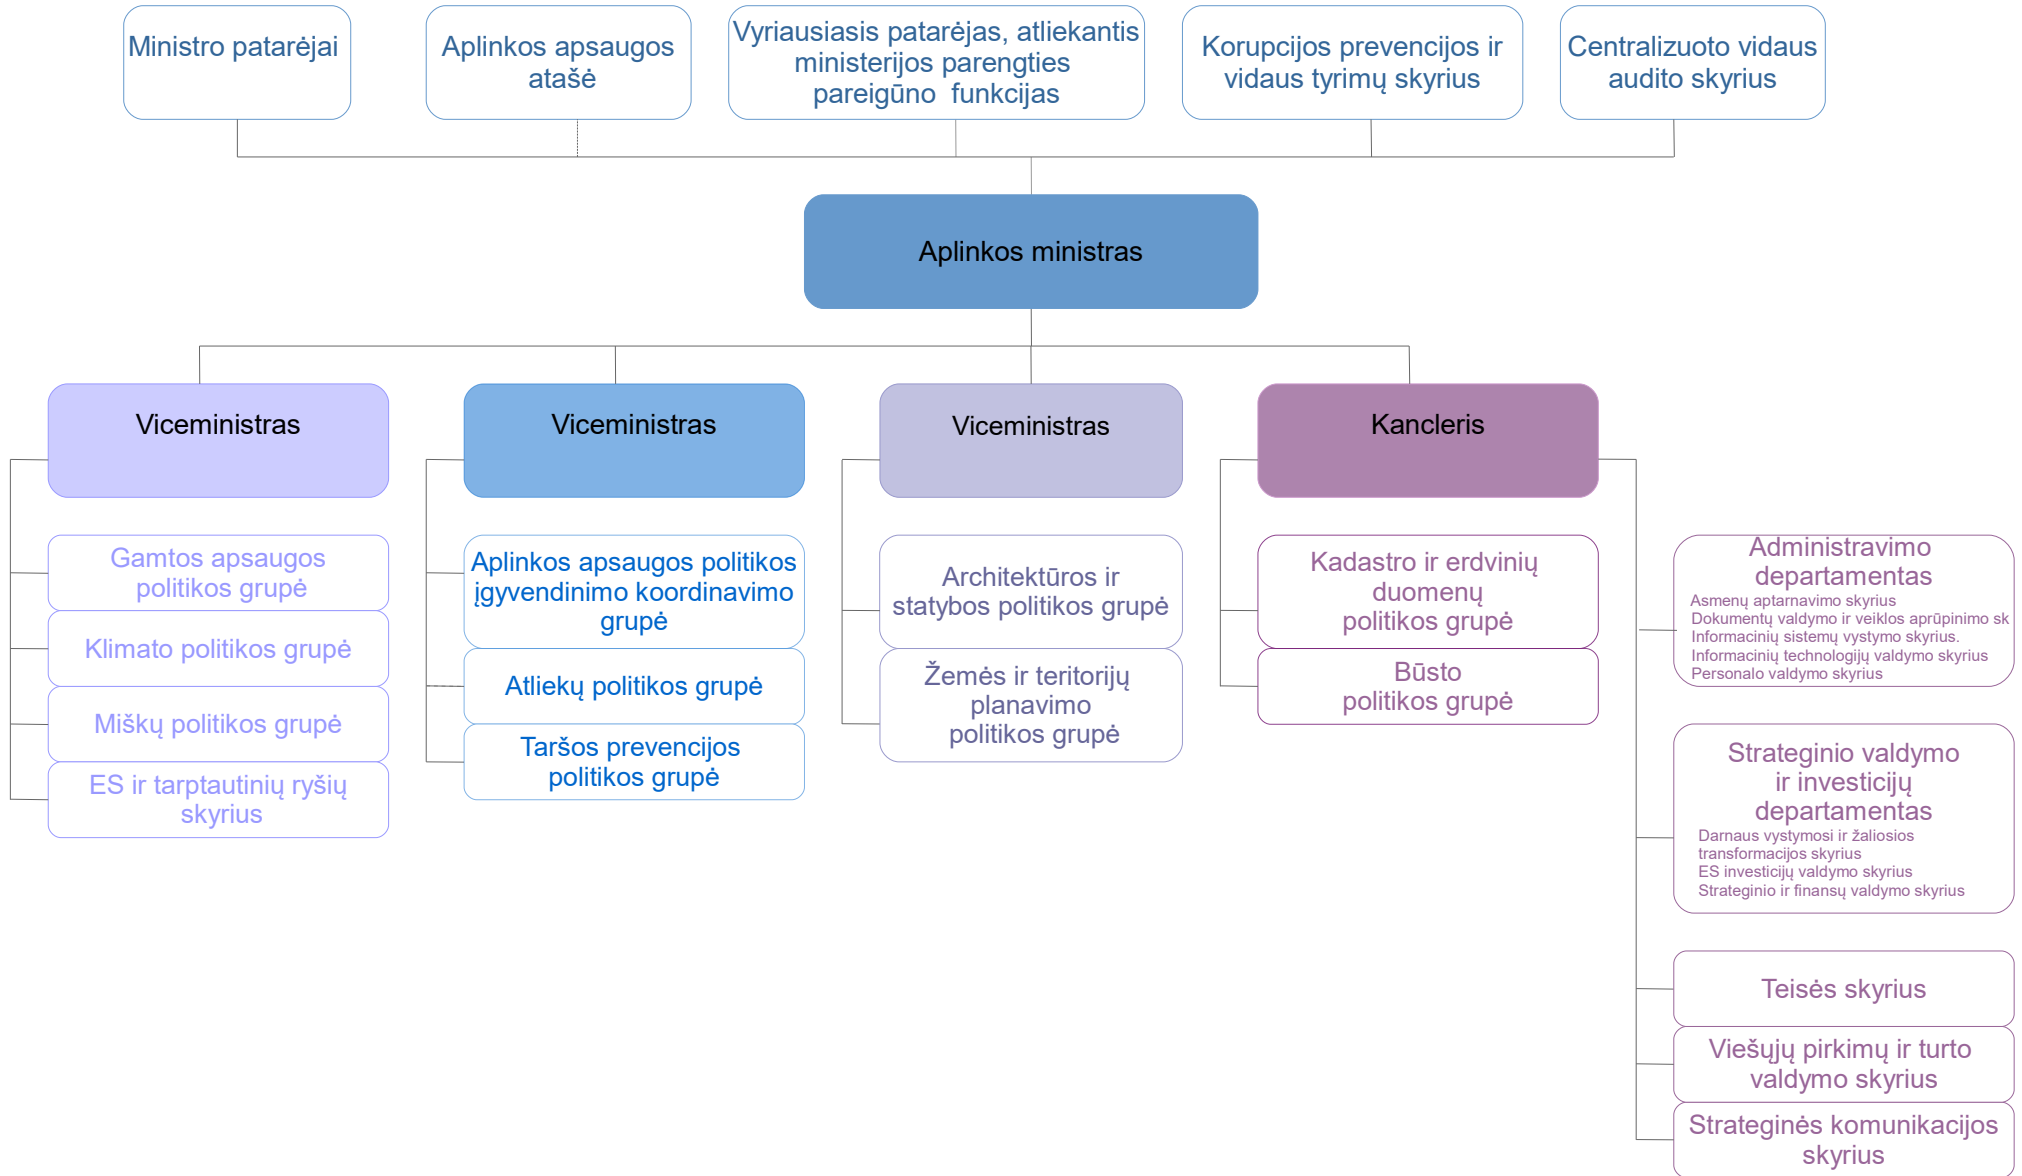 Ministro patarėjai
Aplinkos apsaugos
atašė
Vyriausiasis patarėjas, atliekantis
ministerijos parengties
pareigūno funkcijas
Korupcijos prevencijos ir
vidaus tyrimų skyrius
Centralizuoto vidaus
audito skyrius
Aplinkos ministras
Viceministras
Viceministras
Viceministras
Kancleris
Gamtos apsaugos
politikos grupė
Klimato politikos grupė
Miškų politikos grupė
ES ir tarptautinių ryšių
skyrius
Aplinkos apsaugos politikos
įgyvendinimo koordinavimo
grupė
Atliekų politikos grupė
Taršos prevencijos
politikos grupė
Architektūros ir
statybos politikos grupė
Žemės ir teritorijų
planavimo
politikos grupė
Kadastro ir erdvinių
duomenų
politikos grupė
Būsto
politikos grupė
Administravimo
departamentas
Asmenų aptarnavimo skyrius
Dokumentų valdymo ir veiklos aprūpinimo sk
Informacinių sistemų vystymo skyrius.
Informacinių technologijų valdymo skyrius
Personalo valdymo skyrius
Strateginio valdymo
ir investicijų
departamentas
Darnaus vystymosi ir žaliosios
transformacijos skyrius
ES investicijų valdymo skyrius
Strateginio ir finansų valdymo skyrius
Teisės skyrius
Viešųjų pirkimų ir turto
valdymo skyrius
Strateginės komunikacijos
skyrius